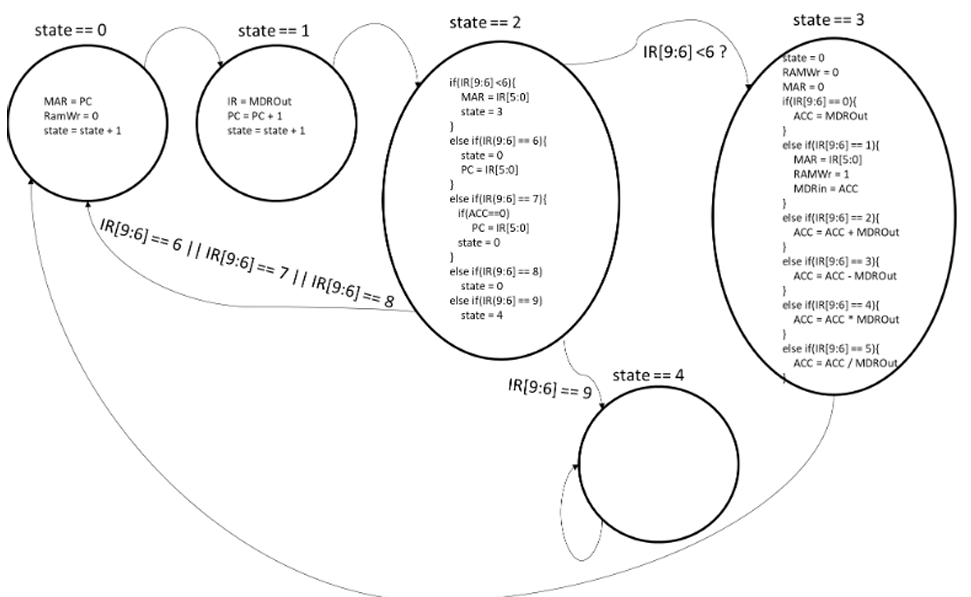 state == 0
MAR = PC
RamWr = 0
state = state + 1
state == 1
IR = MDROut
PC = PC + 1
state = state + 1
state == 2
if(IR[9:6] <6){
MAR = IR[5:0]
state = 3
}
else if(IR(9:6] == 6){
state = 0
PC = IR[5:0]
}
else if(IR(9:6] == 7){
if(ACC==0)
PC = IR[5:0]
state = 0
}
else if(IR(9:6] == 8)
state = 0
else if(IR(9:6] == 9)
state = 4
IR[9:6] <6 ?
state == 3
state = 0
RAMWr = 0
MAR = 0
if(IR[9:6] == 0){
ACC = MDROut
}
else if(IR[9:6] == 1){
MAR = IR[5:0]
RAMWr = 1
MDRin = ACC
}
else if(IR[9:6] == 2){
ACC = ACC + MDROut
}
else if(IR[9:6] == 3){
ACC = ACC - MDROut
}
else if(IR[9:6] == 4){
ACC = ACC * MDROut
}
else if(IR[9:6] == 5){
ACC = ACC / MDROut
}
IR[9:6] == 6 || IR[9:6] == 7 || IR[9:6] == 8
IR[9:6] == 9
state == 4